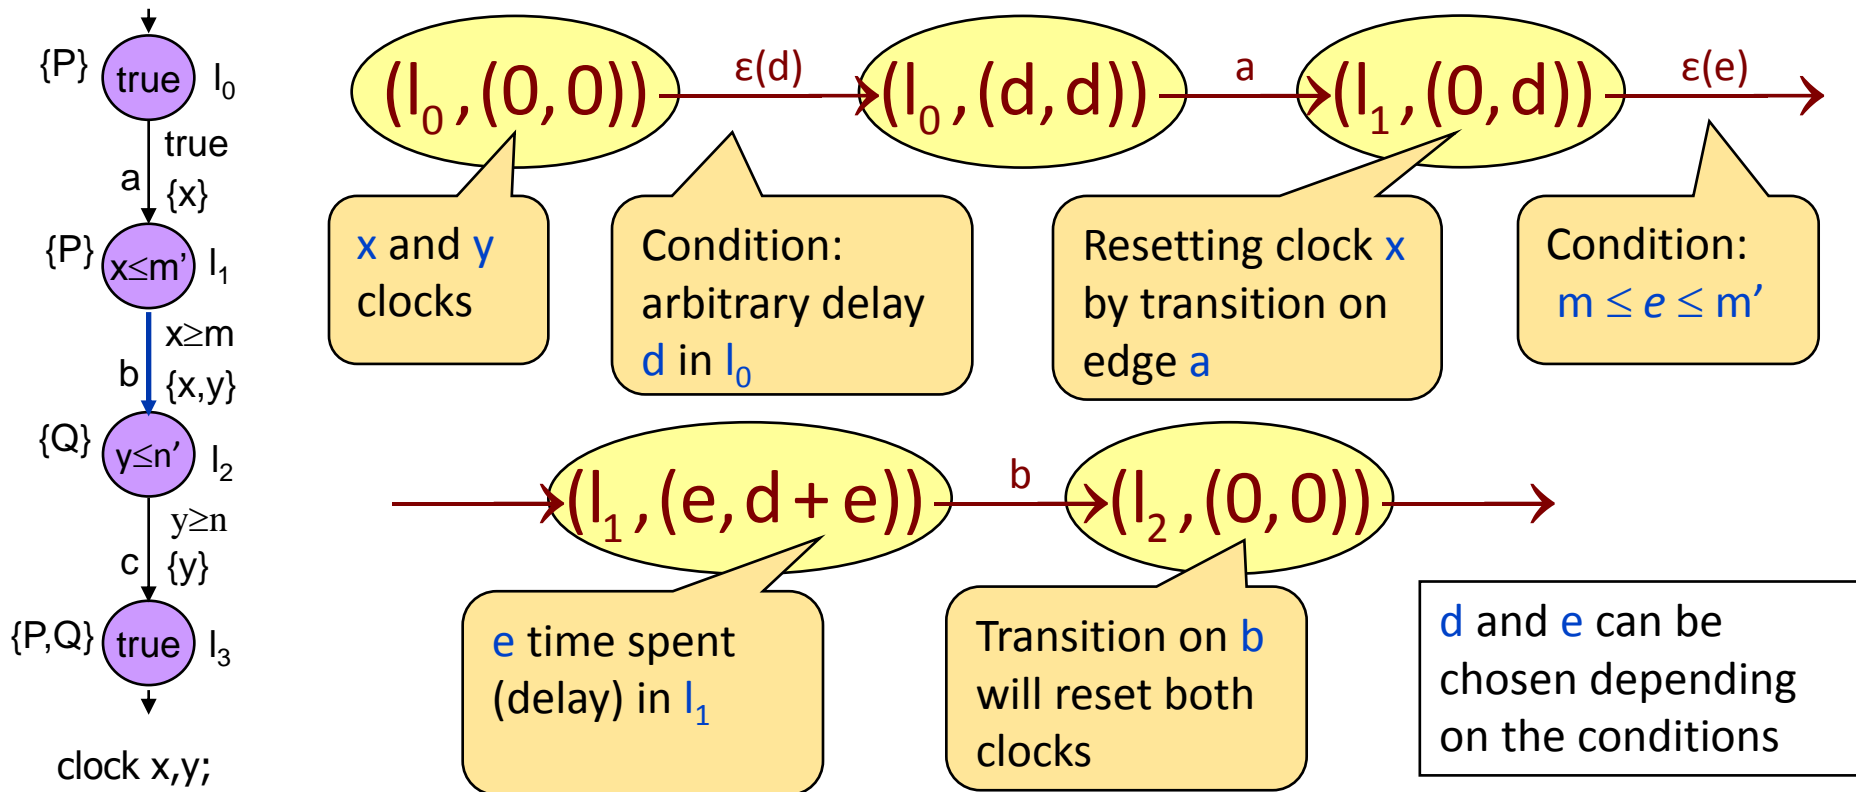 {P}
true
l₀
true
a
{x}
{P}
x≤m’
l₁
x≥m
b
{x,y}
{Q}
y≤n’
l₂
y≥n
c
{y}
{P,Q}
true
l₃
clock x,y;
(l₀,(0,0))
ε(d)
(l₀,(d,d))
a
(l₁,(0,d))
ε(e)
x and y
clocks
Condition:
arbitrary delay
d in l₀
Resetting clock x
by transition on
edge a
Condition:
m ≤ e ≤ m’
(l₁,(e,d+e))
b
(l₂,(0,0))
e time spent
(delay) in l₁
Transition on b
will reset both
clocks
d and e can be
chosen depending
on the conditions